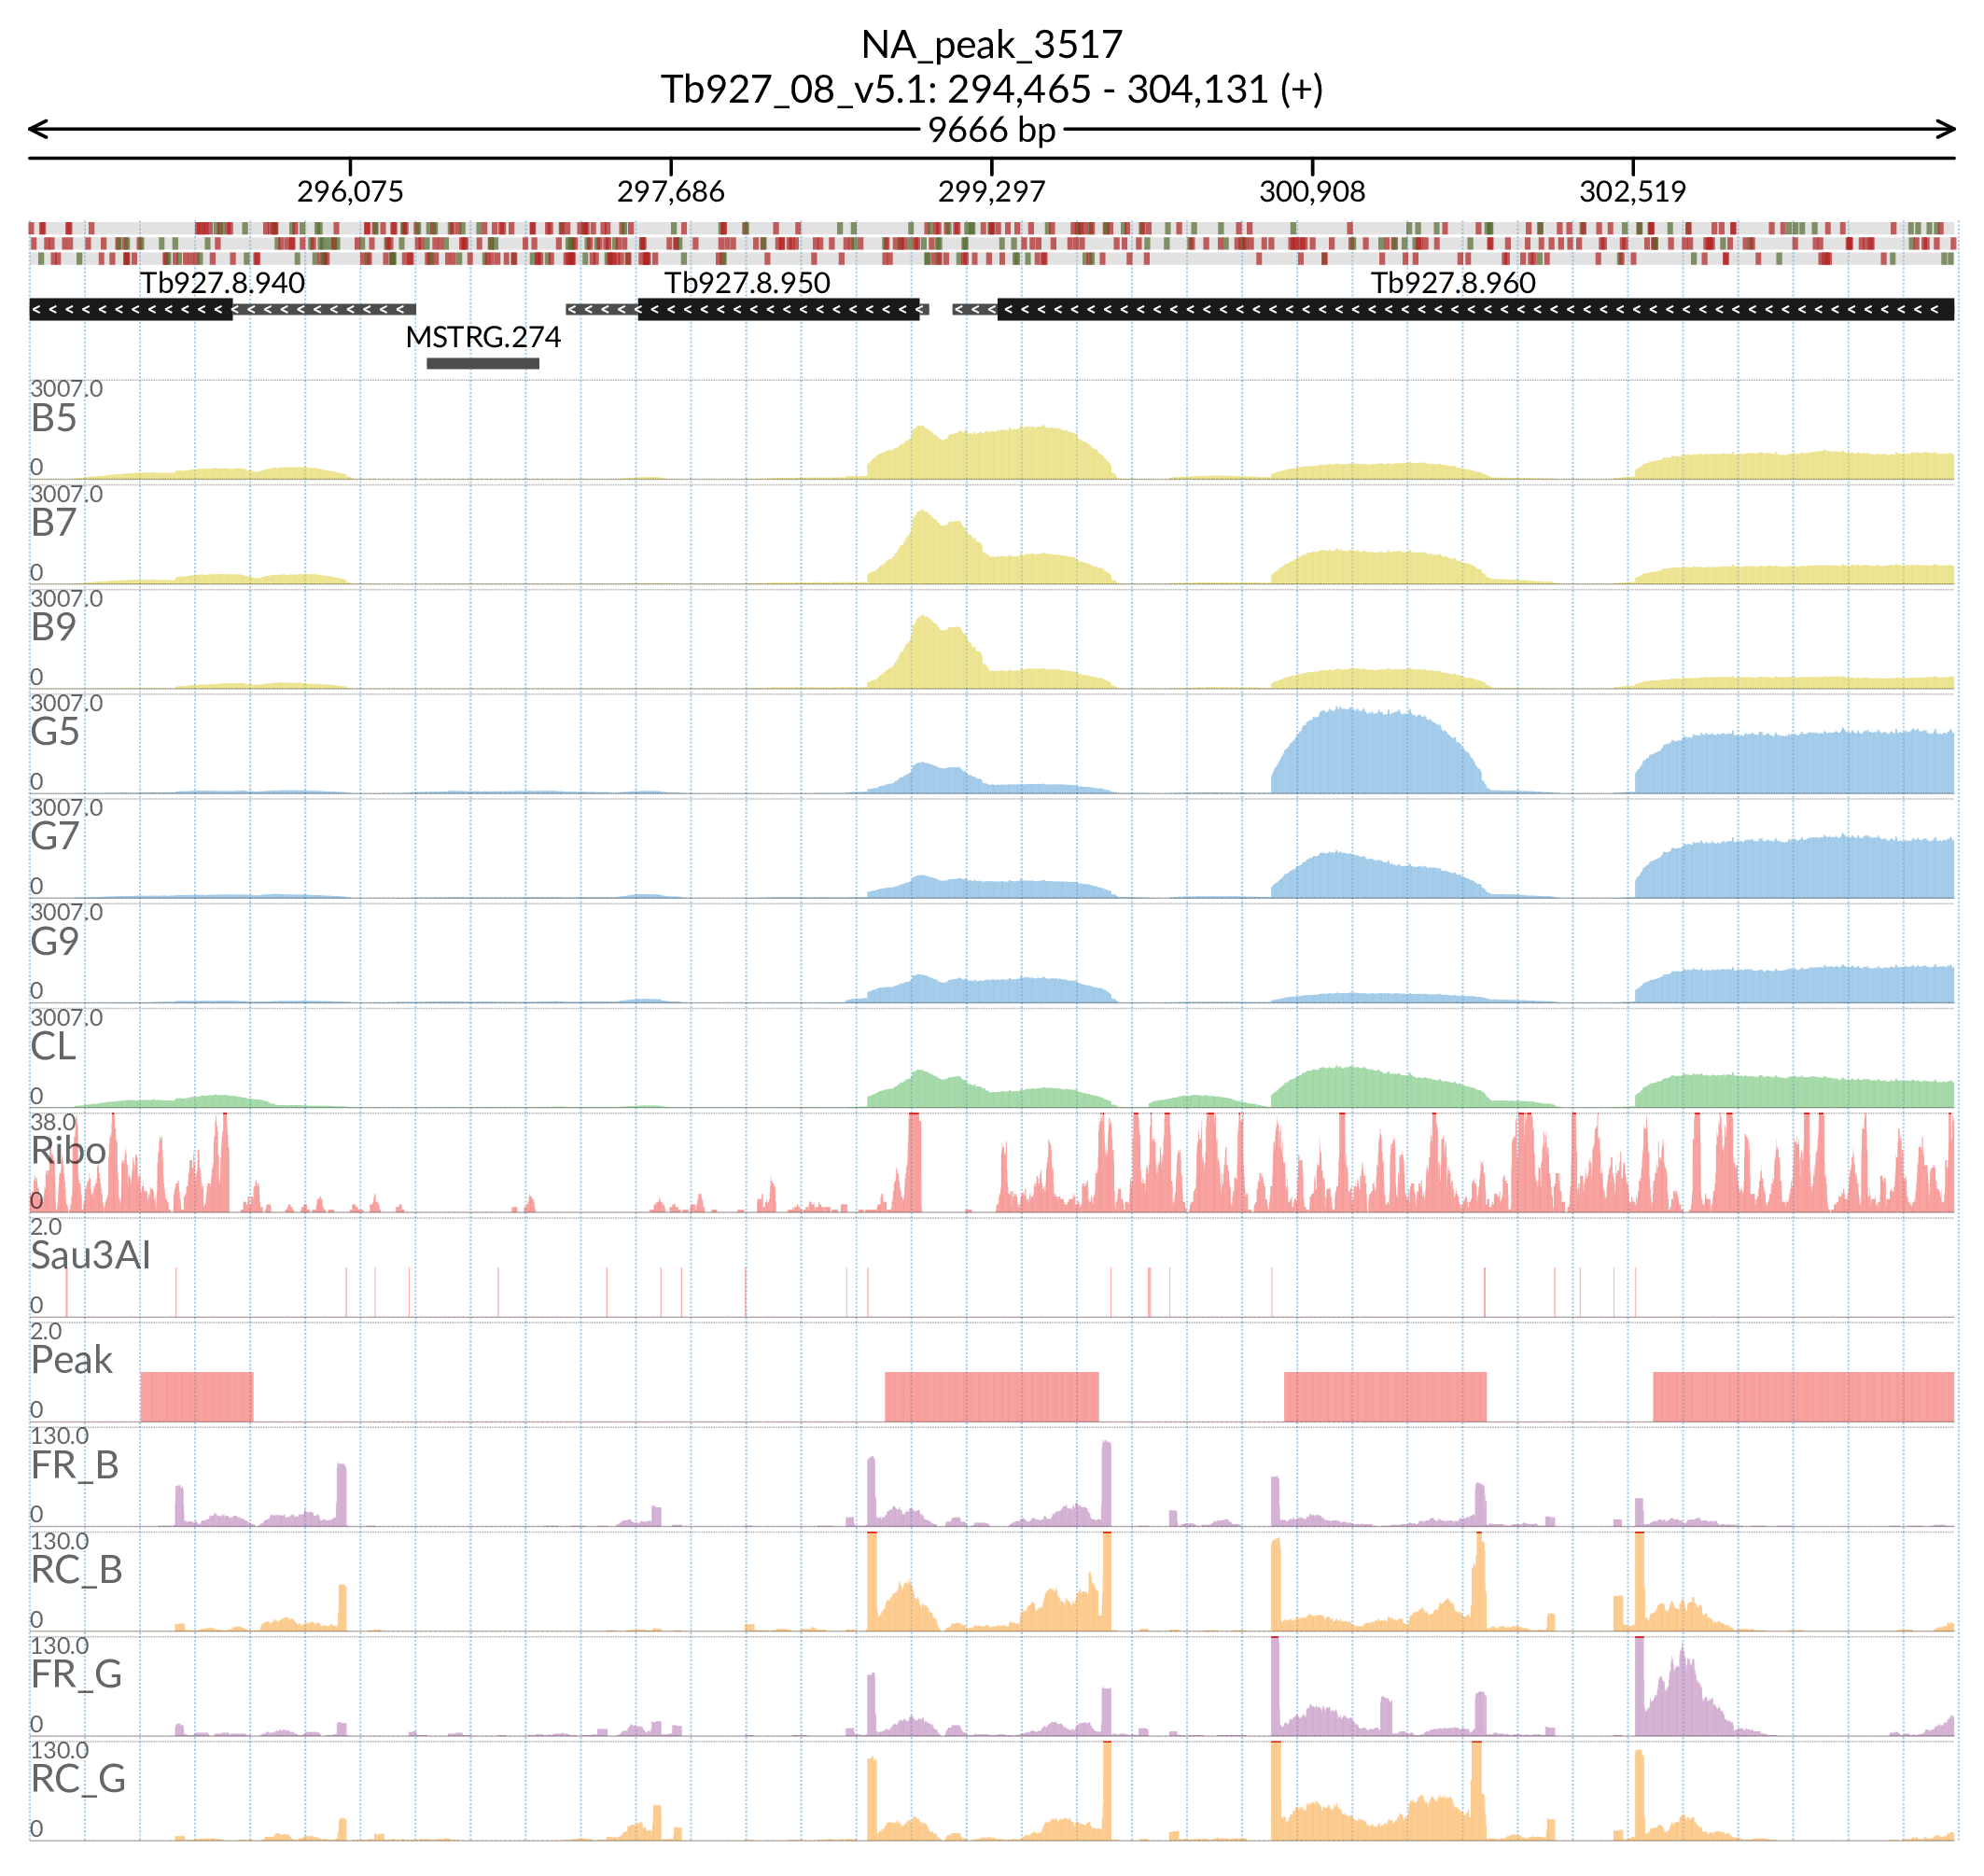 NA_peak_3517
Tb927_08_v5.1: 294,465 - 304,131 (+)
9666 bp
296,075 297,686 299,297 300,908 302,519
Tb927.8.940 Tb927.8.950 Tb927.8.960
MSTRG.274
3007.0
B5
0
3007.0
B7
0
3007.0
B9
0
3007.0
G5
0
3007.0
G7
0
3007.0
G9
0
3007.0
CL
0
38.0
Ribo
0
2.0
Sau3AI
0
2.0
Peak
0
130.0
FR_B
0
130.0
RC_B
0
130.0
FR_G
0
130.0
RC_G
0